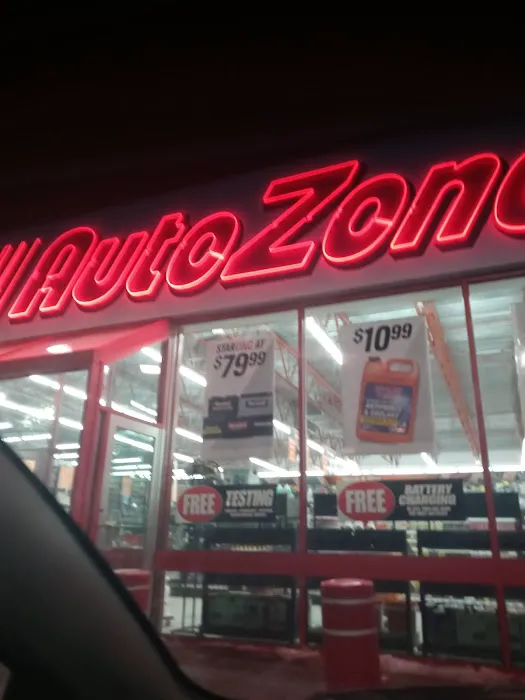 AutoZone
STARTING AT
$79.99
$10.99
FREE TESTING
FREE BATTERY CHARGING